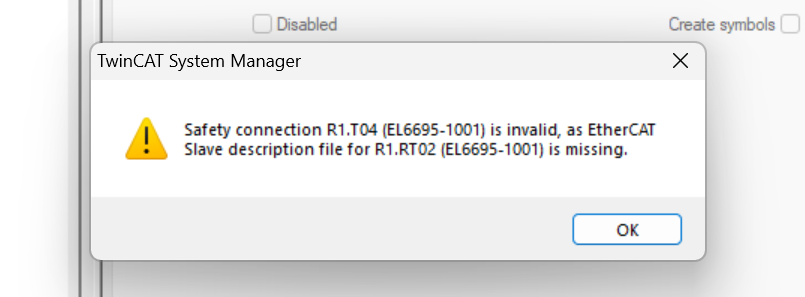 Disabled
Create symbols
TwinCAT System Manager
Safety connection R1.T04 (EL6695-1001) is invalid, as EtherCAT
Slave description file for R1.RT02 (EL6695-1001) is missing.
OK